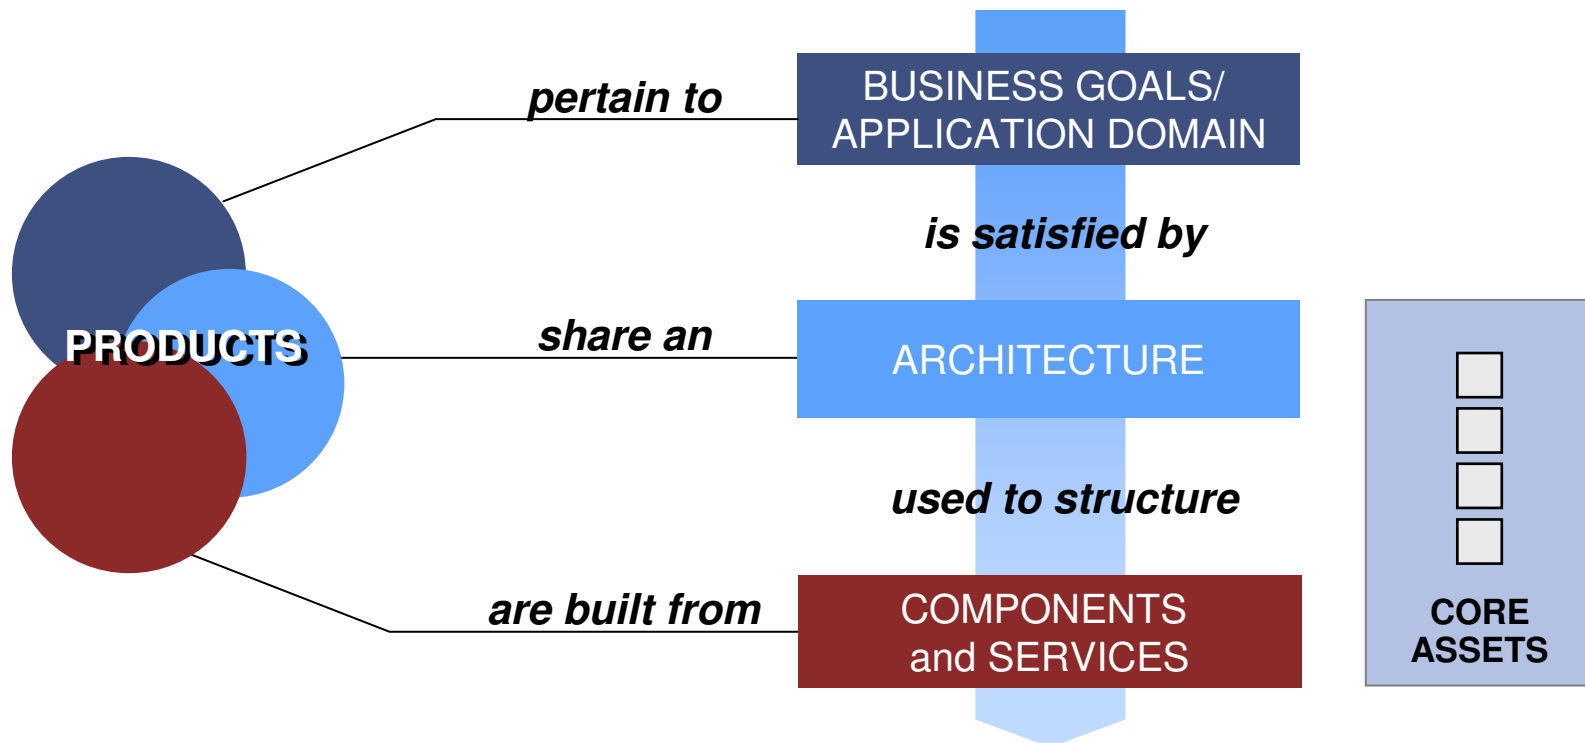 pertain to
BUSINESS GOALS/
APPLICATION DOMAIN
is satisfied by
PRODUCTS
share an
ARCHITECTURE
used to structure
are built from
COMPONENTS
and SERVICES
CORE
ASSETS